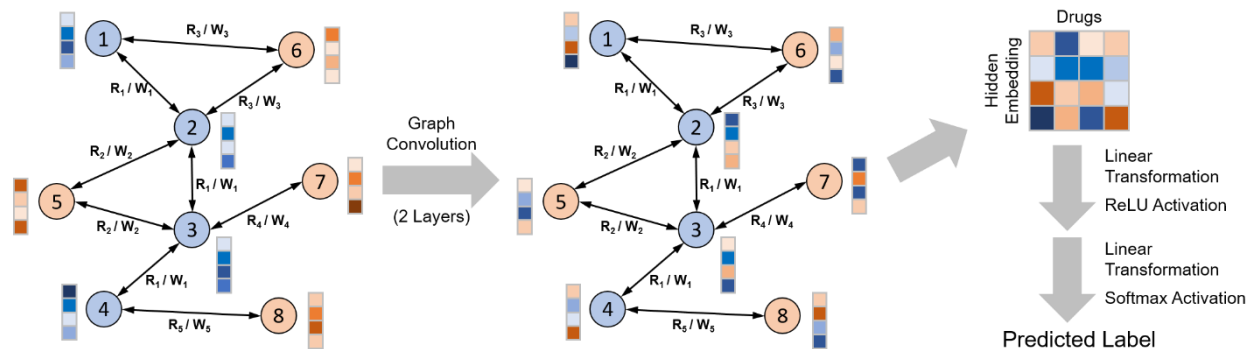 1
R3 / W3
6
R1 / W1
R3 / W3
2
R2 / W2
R1 / W1
5
7
R2 / W2
R4 / W4
3
R1 / W1
4
R5 / W5
8
Graph
Convolution
(2 Layers)
1
R3 / W3
6
R1 / W1
R3 / W3
2
R2 / W2
R1 / W1
5
7
R2 / W2
R4 / W4
3
R1 / W1
4
R5 / W5
8
Drugs
Hidden
Embedding
Linear
Transformation
ReLU Activation
Linear
Transformation
Softmax Activation
Predicted Label